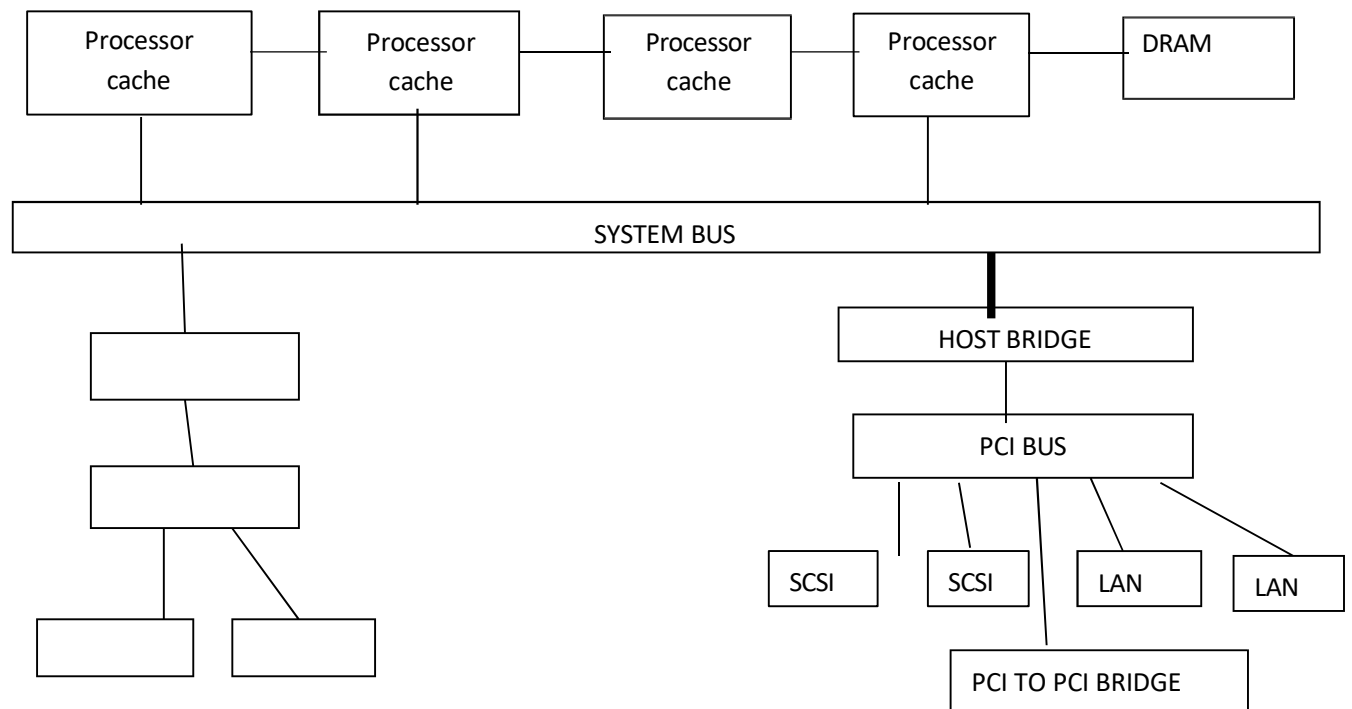 Processor
cache
Processor
cache
Processor
cache
Processor
cache
DRAM
SYSTEM BUS
HOST BRIDGE
PCI BUS
SCSI
SCSI
LAN
LAN
PCI TO PCI BRIDGE